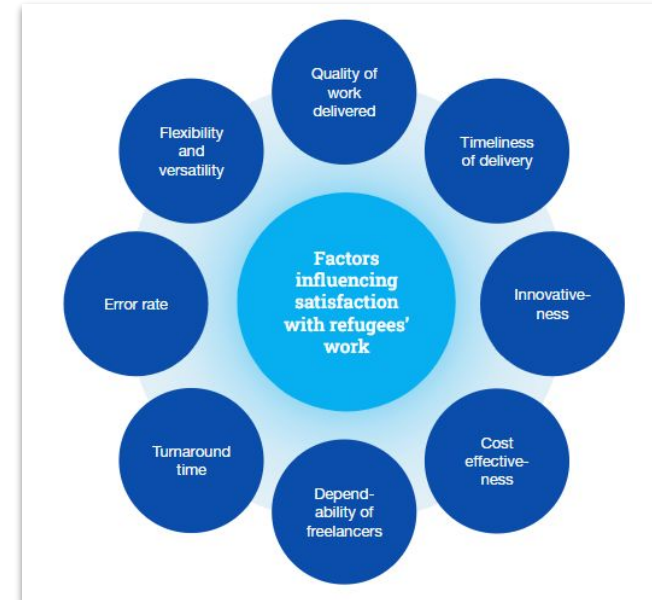 Quality of
work
delivered
Timeliness
of delivery
Innovative-
ness
Cost
effective-
ness
Depend-
ability of
freelancers
Turnaround
time
Error rate
Flexibility
and
versatility
Factors
influencing
satisfaction
with refugees'
work